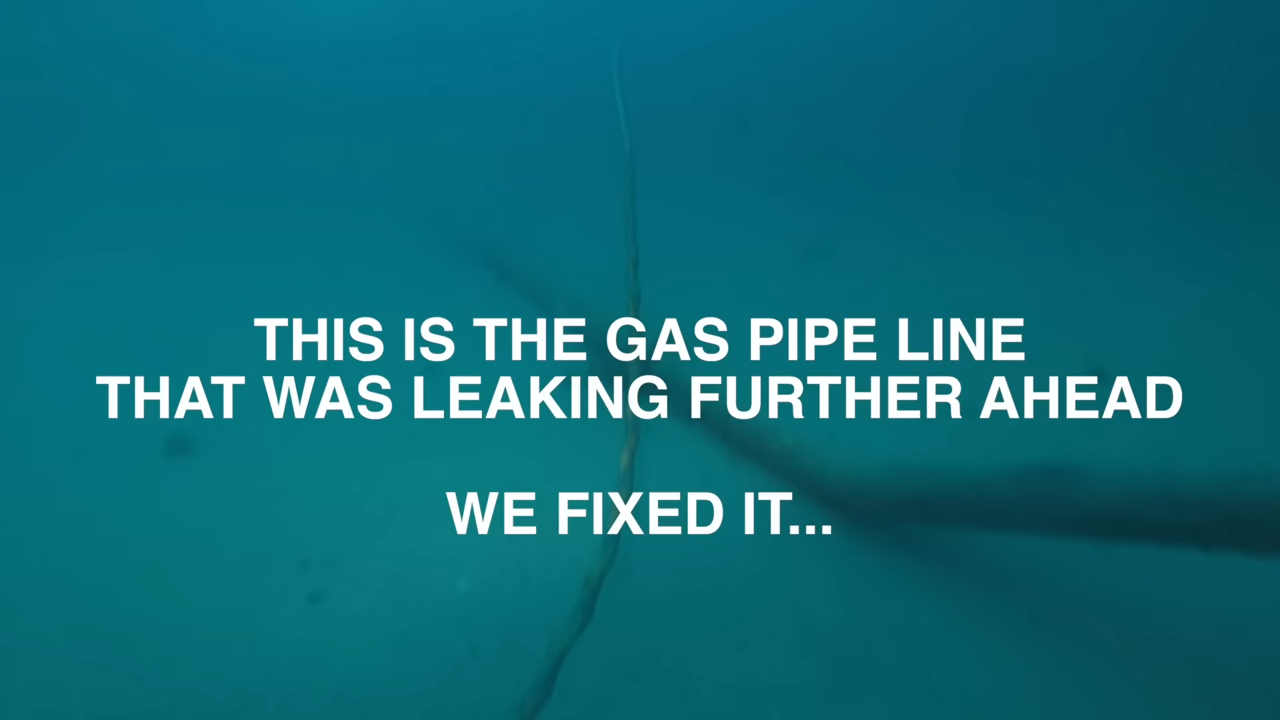 THIS IS THE GAS PIPE LINE
THAT WAS LEAKING FURTHER AHEAD
WE FIXED IT...